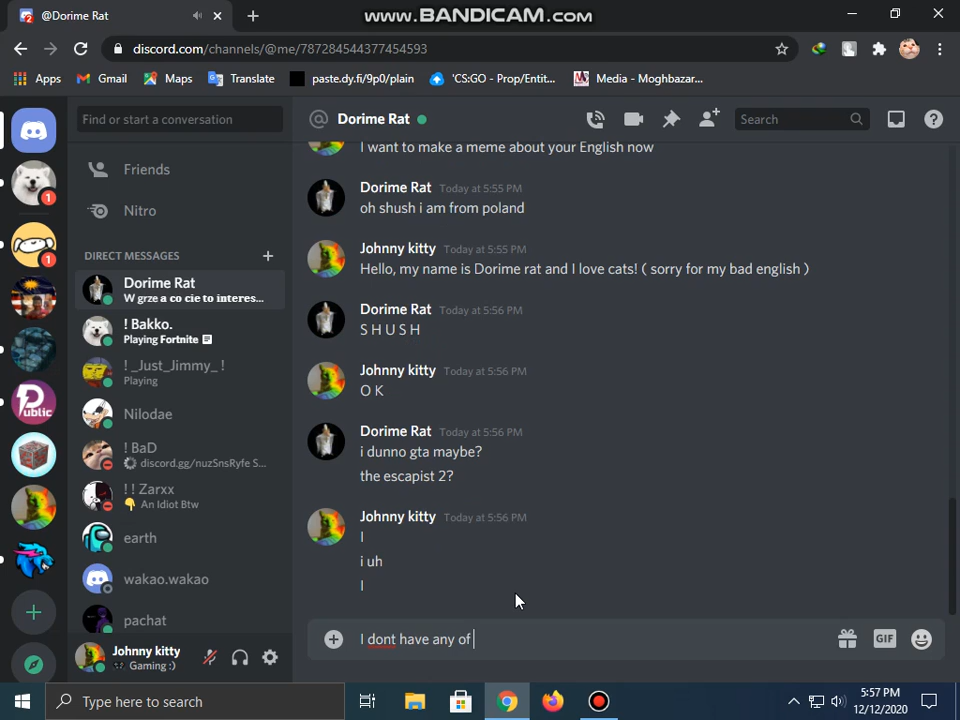 @Dorime Rat
www.BANDICAM.com
discord.com/channels/@me/787284544377454593
Apps
Gmail
Maps
Translate
paste.dy.fi/9p0/plain
'CS:GO - Prop/Entit...
Media - Moghbazar...
Find or start a conversation
@ Dorime Rat
Search
Friends
Nitro
DIRECT MESSAGES
Dorime Rat
W grze a co cie to interes...
! Bakko.
Playing Fortnite
! _Just_Jimmy_ !
Playing
Nilodae
! BaD
discord.gg/nuzSnsRyfe S...
! ! Zarxx
An Idiot Btw
earth
wakao.wakao
pachat
Johnny kitty
Gaming :)
1
1
Public
I want to make a meme about your English now
Dorime Rat Today at 5:55 PM
oh shush i am from poland
Johnny kitty Today at 5:55 PM
Hello, my name is Dorime rat and I love cats! ( sorry for my bad english )
Dorime Rat Today at 5:56 PM
S H U S H
Johnny kitty Today at 5:56 PM
O K
Dorime Rat Today at 5:56 PM
i dunno gta maybe?
the escapist 2?
Johnny kitty Today at 5:56 PM
I
i uh
I
I dont have any of
GIF
Type here to search
5:57 PM
12/12/2020